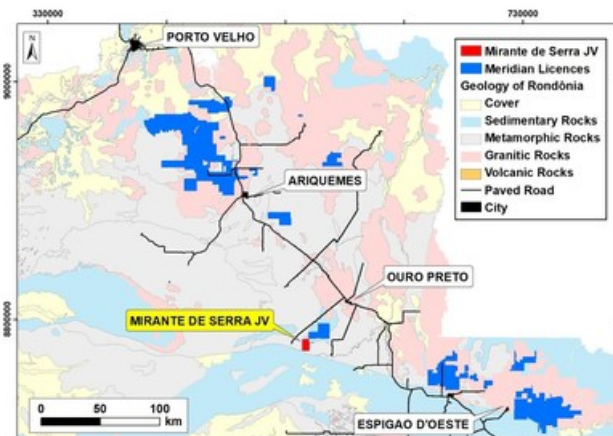 330000
730000
N
PORTO VELHO
9000000
Mirante de Serra JV
Meridian Licences
Geology of Rondônia
Cover
Sedimentary Rocks
Metamorphic Rocks
Granitic Rocks
Volcanic Rocks
Paved Road
City
ARIQUEMES
OURO PRETO
8800000
MIRANTE DE SERRA JV
0 50 100
km
ESPIGAO D'OESTE